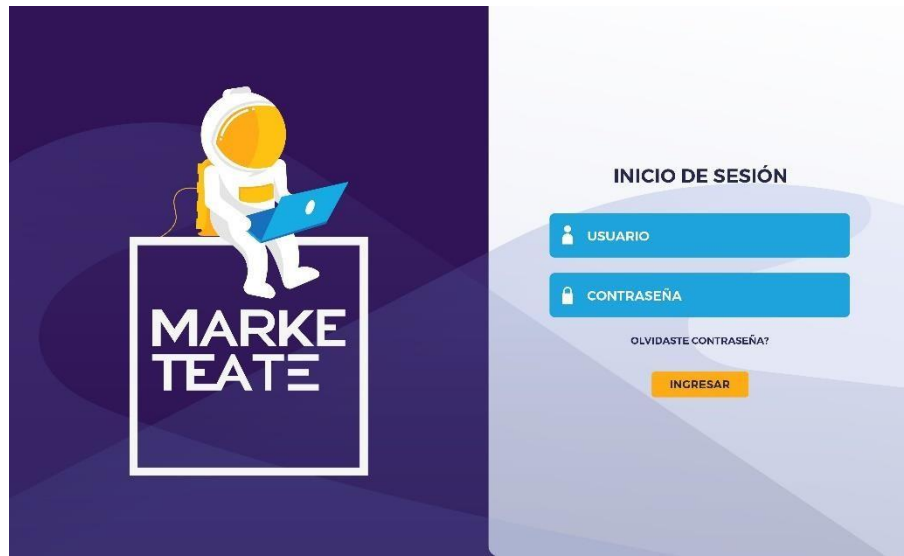 MARKE
TEATE
INICIO DE SESIÓN
USUARIO
CONTRASEÑA
OLVIDASTE CONTRASEÑA?
INGRESAR